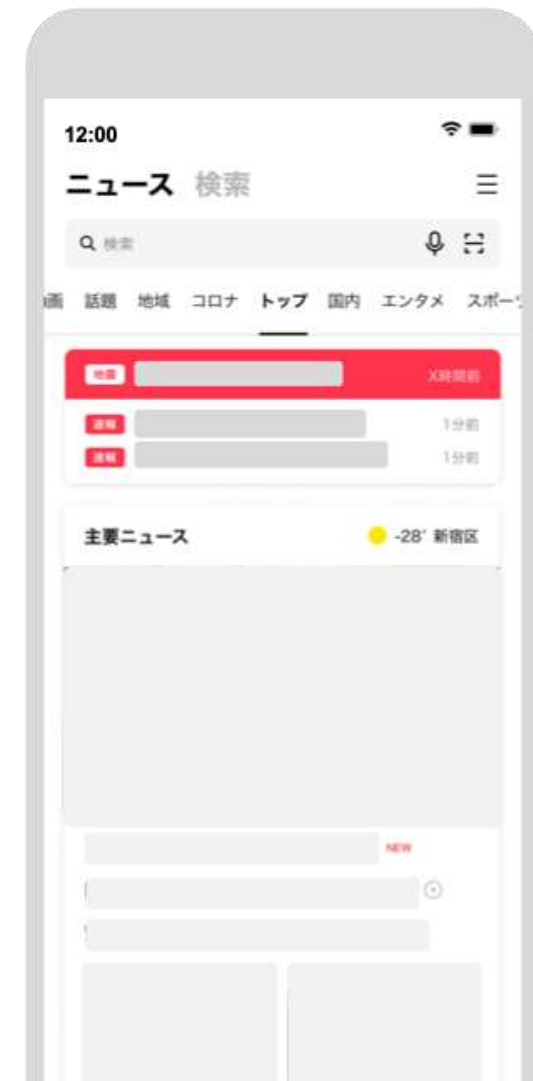 12:00
ニュース 検索
検索
画 話題 地域 コロナ トップ 国内 エンタメ スポーツ
地震 X時間前
速報 1分前
速報 1分前
主要ニュース -28° 新宿区
NEW